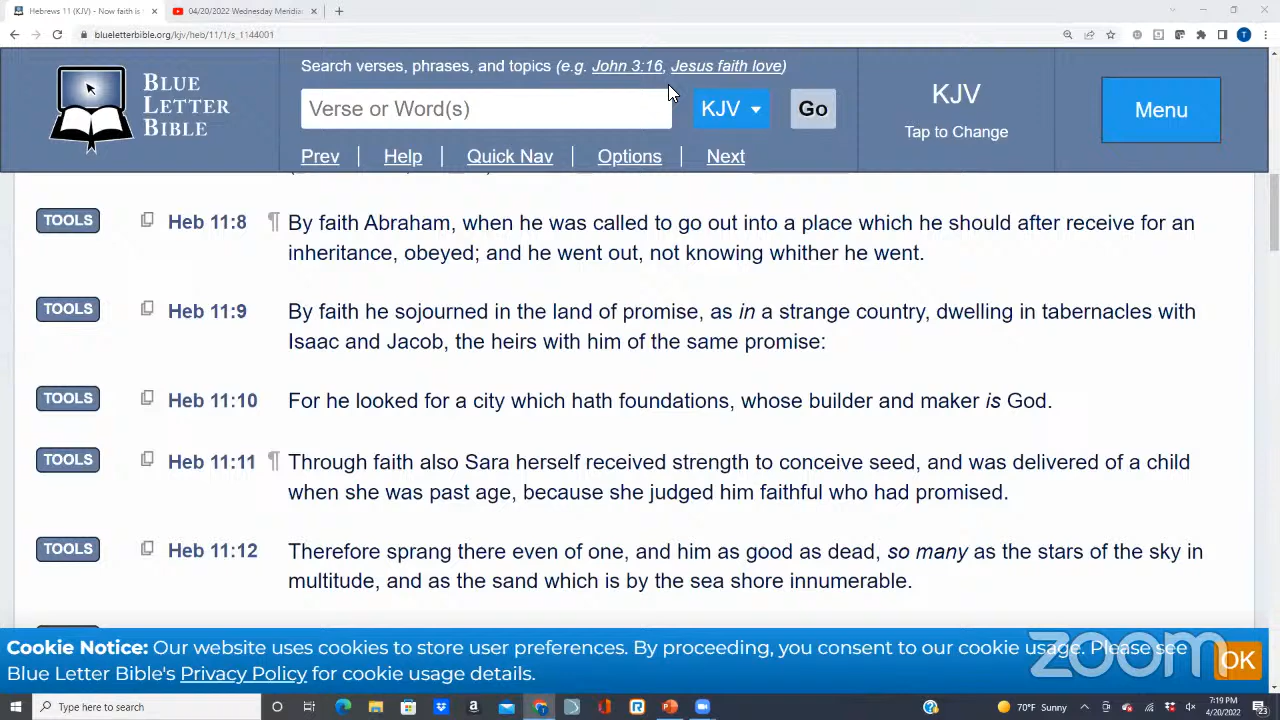 Hebrews 11 (KJV) - Now faith is
04/20/2022 Wednesday Meridia
blueletterbible.org/kjv/heb/11/1/s_1144001
Search verses, phrases, and topics (e.g. John 3:16, Jesus faith love)
BLUE
LETTER
BIBLE
Verse or Word(s)
KJV
Go
KJV
Tap to Change
Menu
Prev
Help
Quick Nav
Options
Next
TOOLS
Heb 11:8
¶ By faith Abraham, when he was called to go out into a place which he should after receive for an
inheritance, obeyed; and he went out, not knowing whither he went.
TOOLS
Heb 11:9
By faith he sojourned in the land of promise, as in a strange country, dwelling in tabernacles with
Isaac and Jacob, the heirs with him of the same promise:
TOOLS
Heb 11:10
For he looked for a city which hath foundations, whose builder and maker is God.
TOOLS
Heb 11:11
¶ Through faith also Sara herself received strength to conceive seed, and was delivered of a child
when she was past age, because she judged him faithful who had promised.
TOOLS
Heb 11:12
Therefore sprang there even of one, and him as good as dead, so many as the stars of the sky in
multitude, and as the sand which is by the sea shore innumerable.
Cookie Notice: Our website uses cookies to store user preferences. By proceeding, you consent to our cookie usage. Please see
Blue Letter Bible's Privacy Policy for cookie usage details.
OK
zoom
Type here to search
70°F Sunny
7:19 PM
4/20/2022